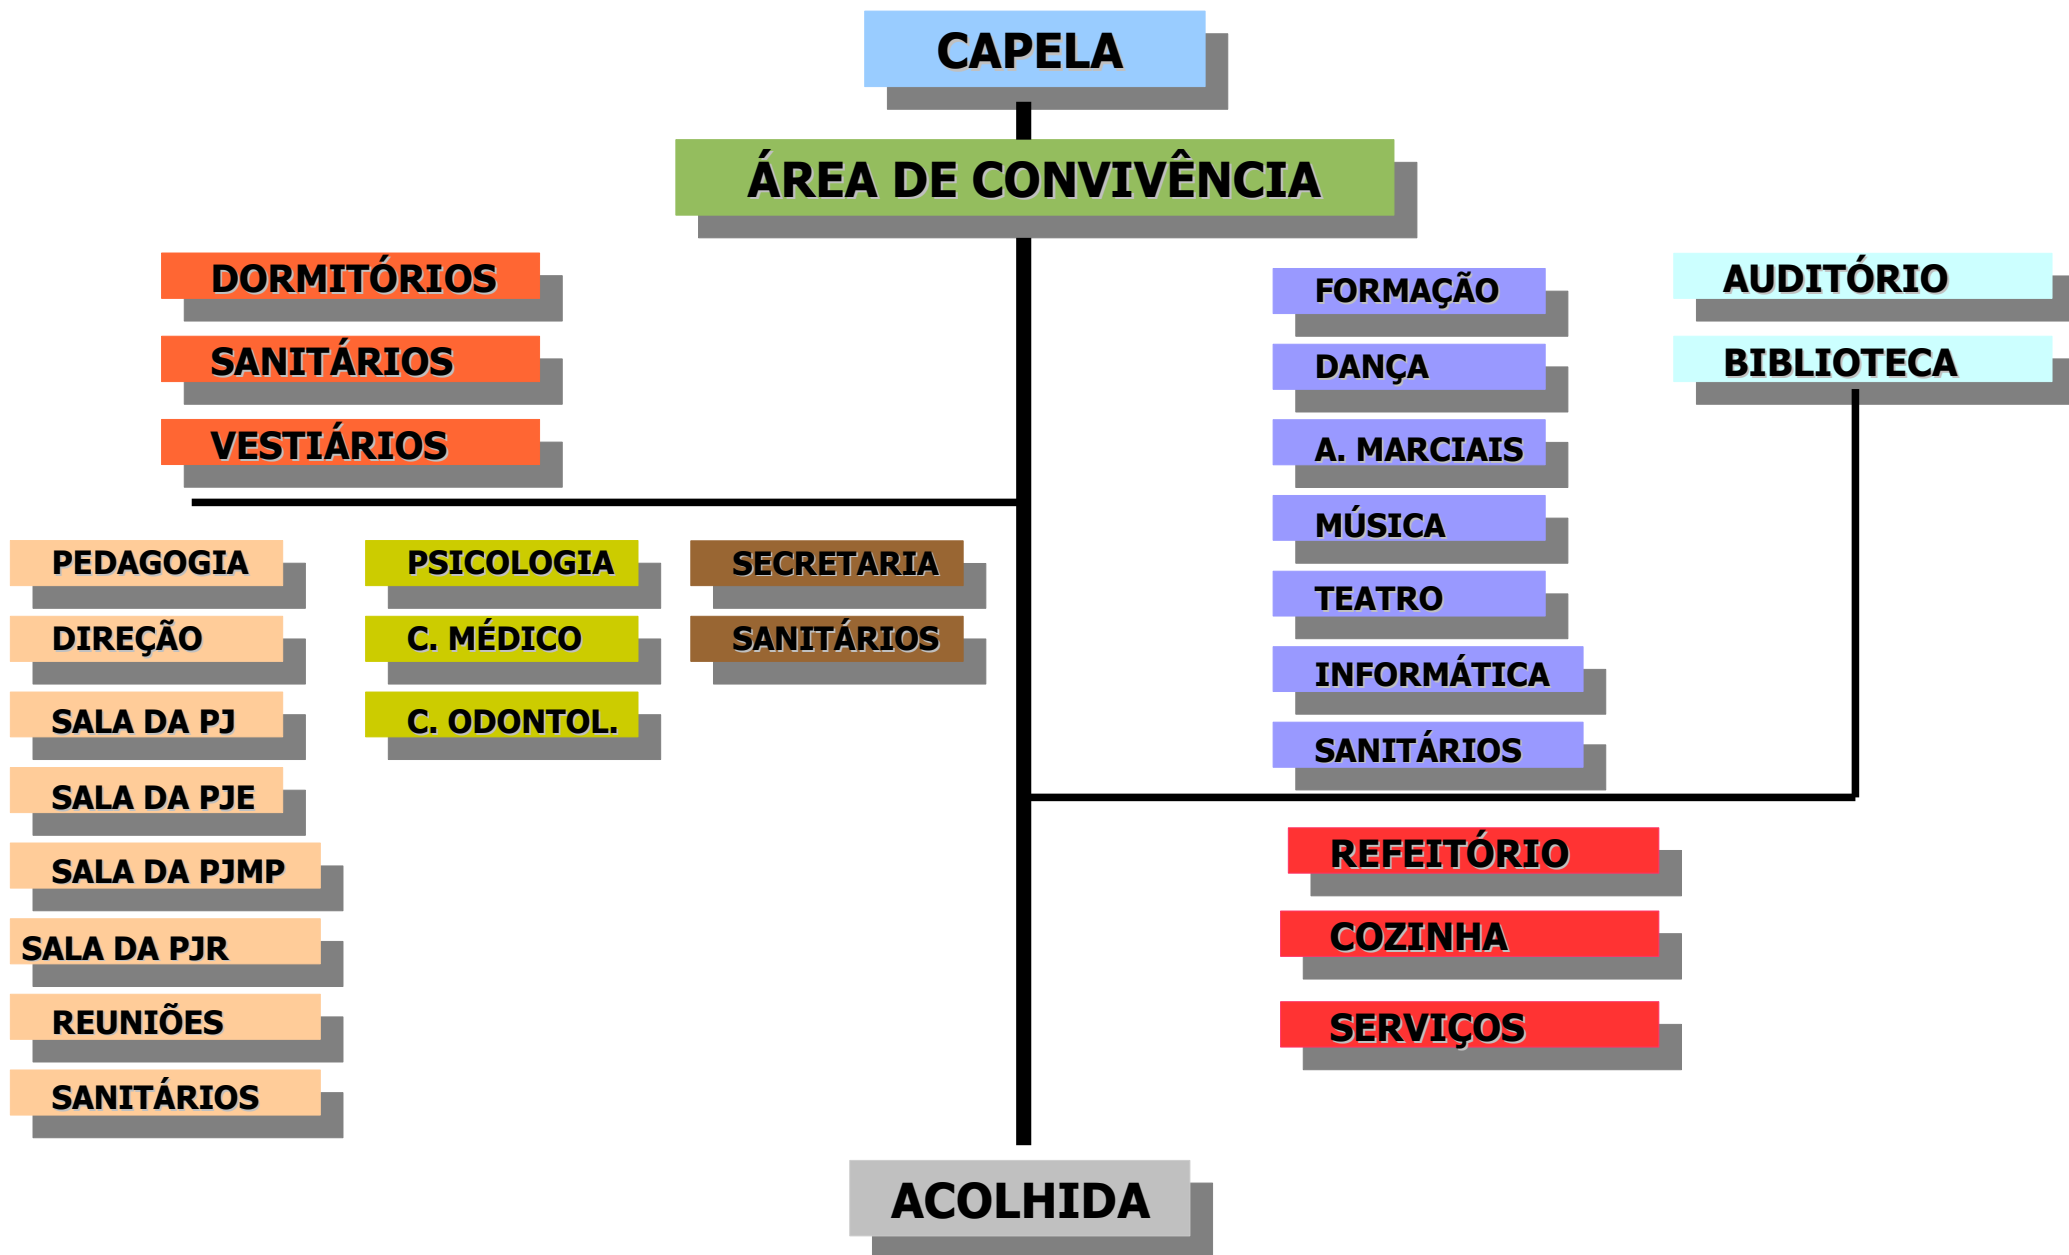 CAPELA
ÁREA DE CONVIVÊNCIA
DORMITÓRIOS
SANITÁRIOS
VESTIÁRIOS
FORMAÇÃO
DANÇA
A. MARCIAIS
MÚSICA
TEATRO
INFORMÁTICA
SANITÁRIOS
AUDITÓRIO
BIBLIOTECA
PEDAGOGIA
DIREÇÃO
SALA DA PJ
SALA DA PJE
SALA DA PJMP
SALA DA PJR
REUNIÕES
SANITÁRIOS
PSICOLOGIA
C. MÉDICO
C. ODONTOL.
SECRETARIA
SANITÁRIOS
REFEITÓRIO
COZINHA
SERVIÇOS
ACOLHIDA